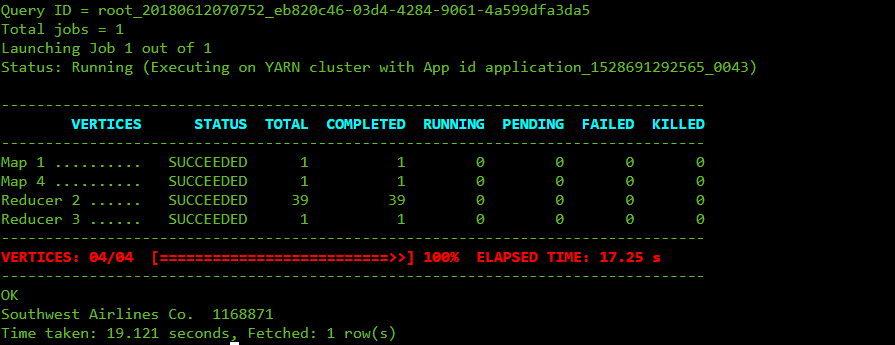 Query ID = root_20180612070752_eb820c46-03d4-4284-9061-4a599dfa3da5
Total jobs = 1
Launching Job 1 out of 1
Status: Running (Executing on YARN cluster with App id application_1528691292565_0043)
--------------------------------------------------------------------------------
        VERTICES      STATUS  TOTAL  COMPLETED  RUNNING  PENDING  FAILED  KILLED
--------------------------------------------------------------------------------
Map 1 ..........   SUCCEEDED      1          1        0        0       0       0
Map 4 ..........   SUCCEEDED      1          1        0        0       0       0
Reducer 2 ......   SUCCEEDED     39         39        0        0       0       0
Reducer 3 ......   SUCCEEDED      1          1        0        0       0       0
--------------------------------------------------------------------------------
VERTICES: 04/04  [==========================>>] 100%  ELAPSED TIME: 17.25 s
--------------------------------------------------------------------------------
OK
Southwest Airlines Co.  1168871
Time taken: 19.121 seconds, Fetched: 1 row(s)